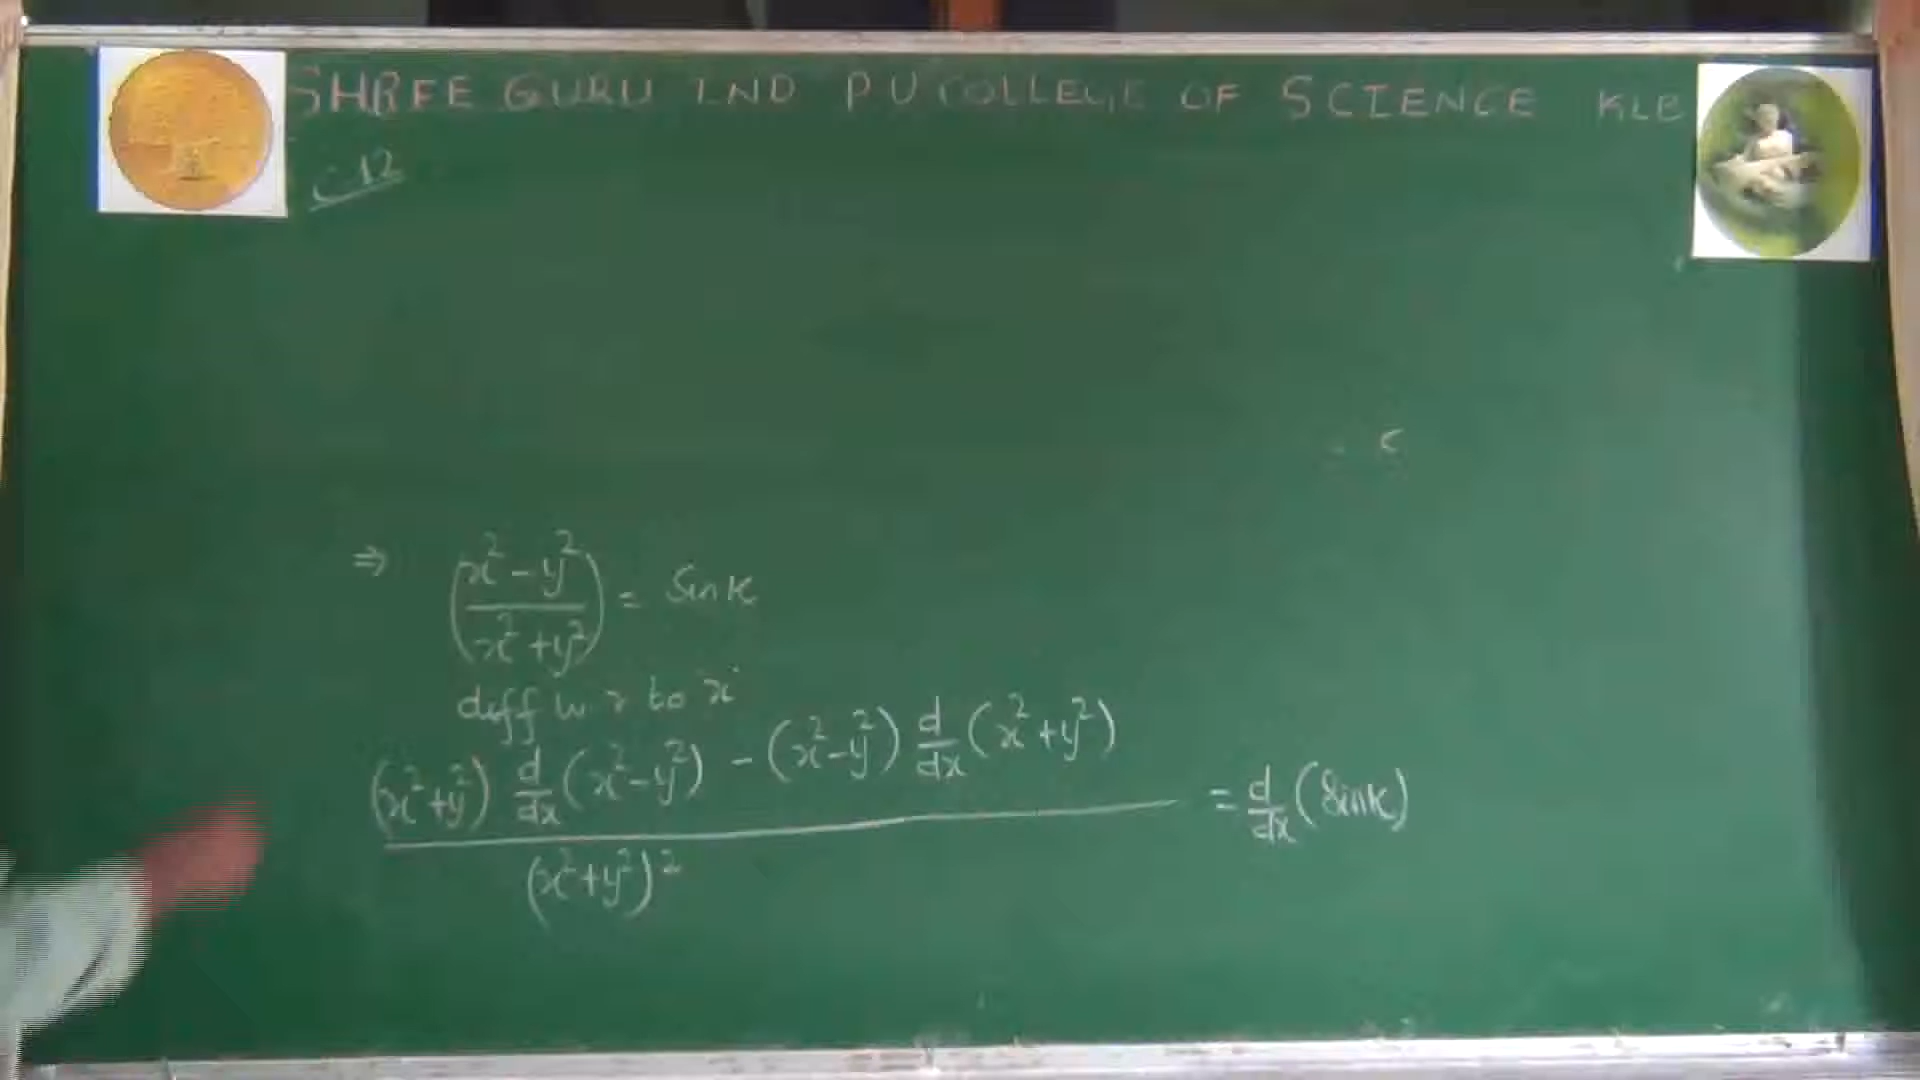 SHREE GURU IND PU COLLEGE OF SCIENCE KLB
C-12
⇒ (x²-y² / x²+y²) = Sin k
diff w r to x
(x²+y²) d/dx (x²-y²) - (x²-y²) d/dx (x²+y²) / (x²+y²)² = d/dx (Sin k)